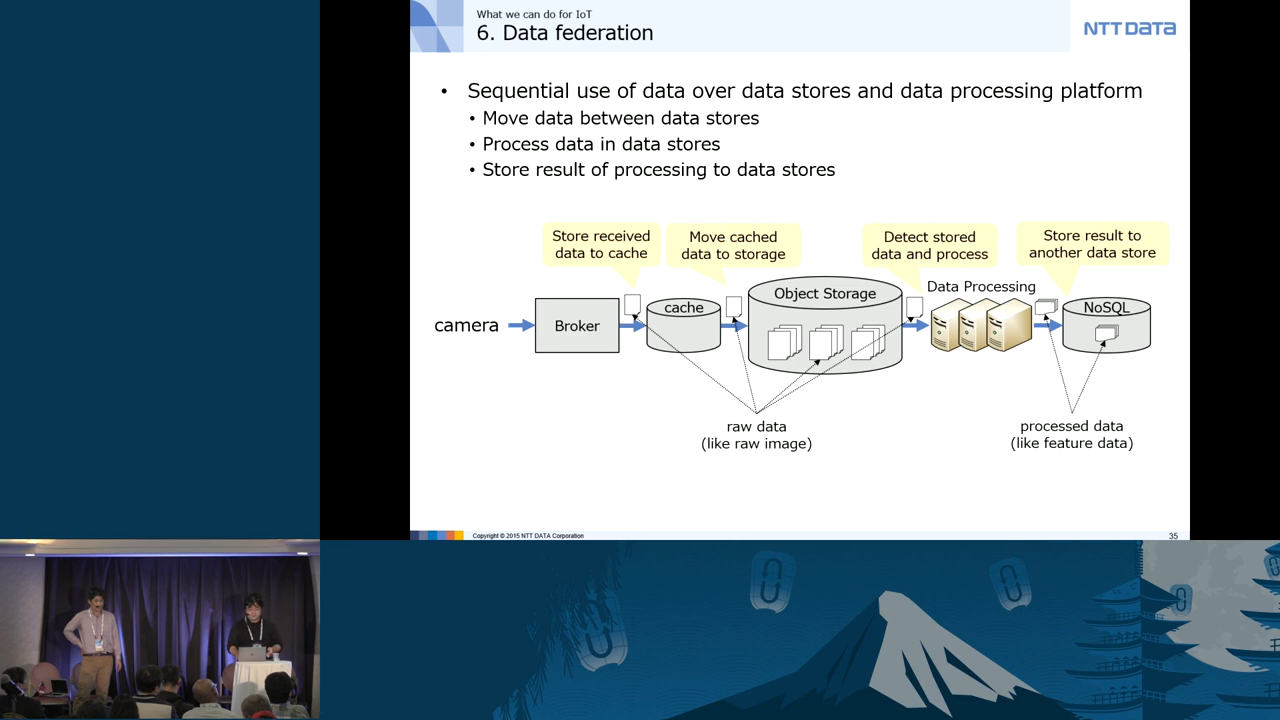 What we can do for IoT
6. Data federation
NTT DATA
• Sequential use of data over data stores and data processing platform
• Move data between data stores
• Process data in data stores
• Store result of processing to data stores
Store received
data to cache
Move cached
data to storage
Detect stored
data and process
Store result to
another data store
camera
Broker
cache
Object Storage
Data Processing
NoSQL
raw data
(like raw image)
processed data
(like feature data)
Copyright © 2015 NTT DATA Corporation
35